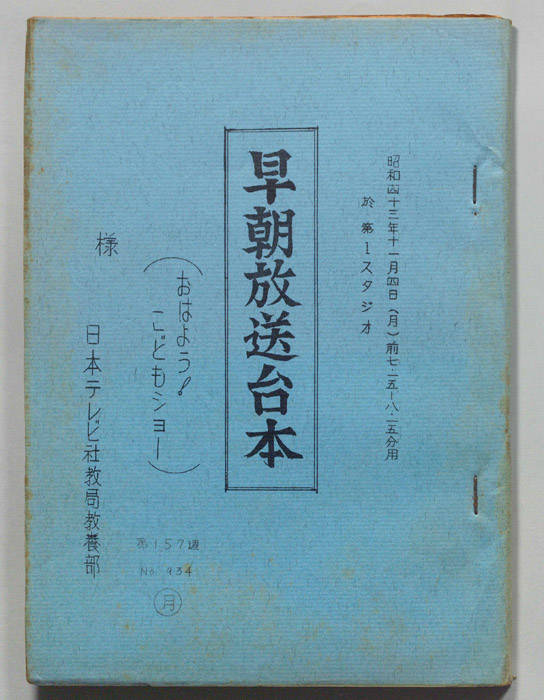 昭和四十三年十一月四日(月)前七・二五ー八・二五分用
於第1スタジオ
早朝放送台本
(おはよう!
こどもショー)
様
日本テレビ社教局教養部
第157週
No.934
月